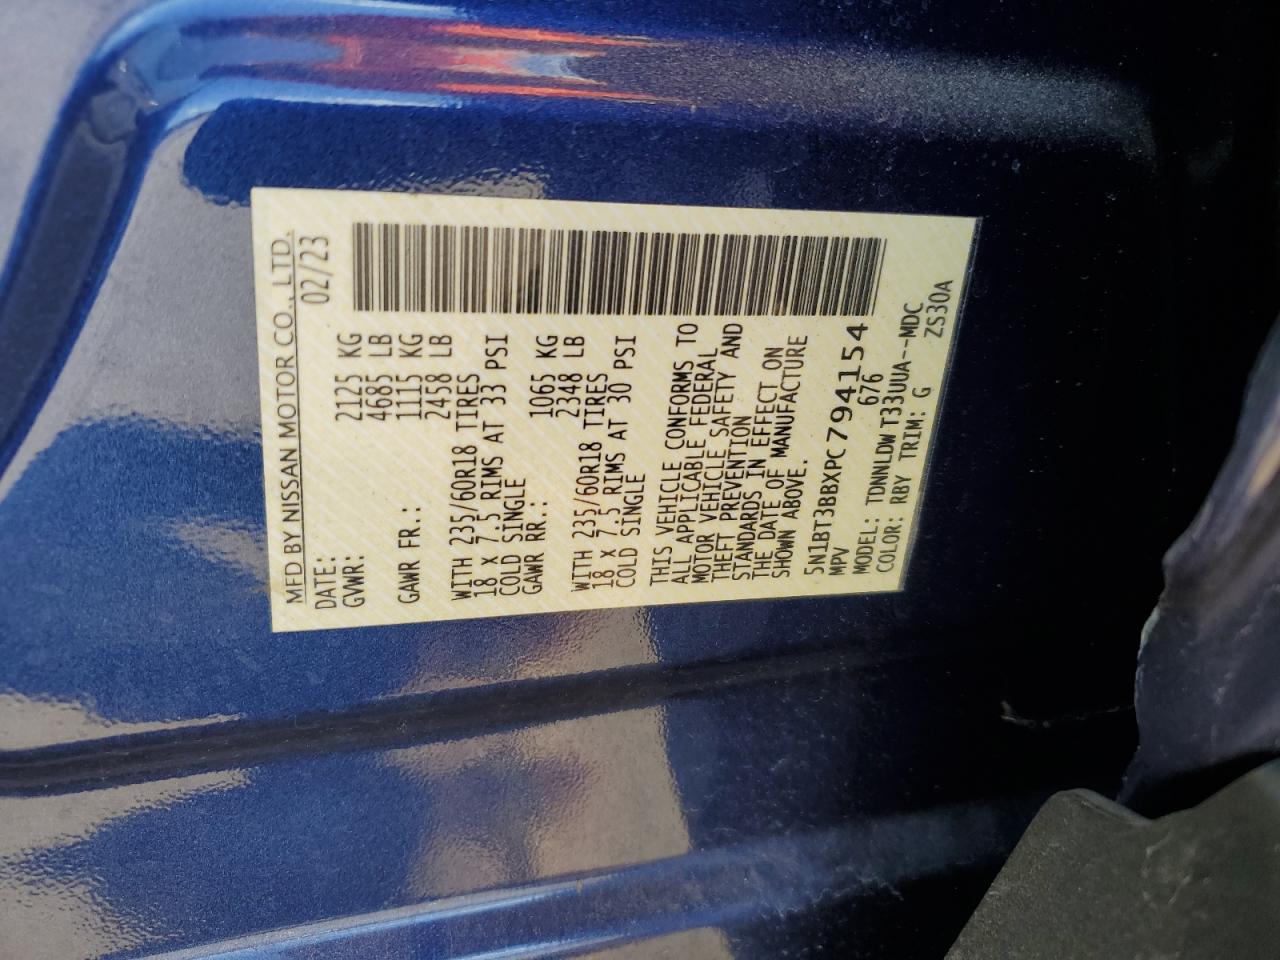 MFD BY NISSAN MOTOR CO., LTD.
DATE: 02/23
GVWR: 2125 KG
4685 LB
GAWR FR.: 1115 KG
2458 LB
WITH 235/60R18 TIRES
18 X 7.5 RIMS AT 33 PSI
COLD SINGLE
GAWR RR.: 1065 KG
2348 LB
WITH 235/60R18 TIRES
18 X 7.5 RIMS AT 30 PSI
COLD SINGLE
THIS VEHICLE CONFORMS TO
ALL APPLICABLE FEDERAL
MOTOR VEHICLE SAFETY AND
THEFT PREVENTION
STANDARDS IN EFFECT ON
THE DATE OF MANUFACTURE
SHOWN ABOVE..
5N1BT3BBXPC794154
MPV 676
MODEL: TDNNLDWT33UUA--MDC
COLOR: RBY TRIM: G ZS30A